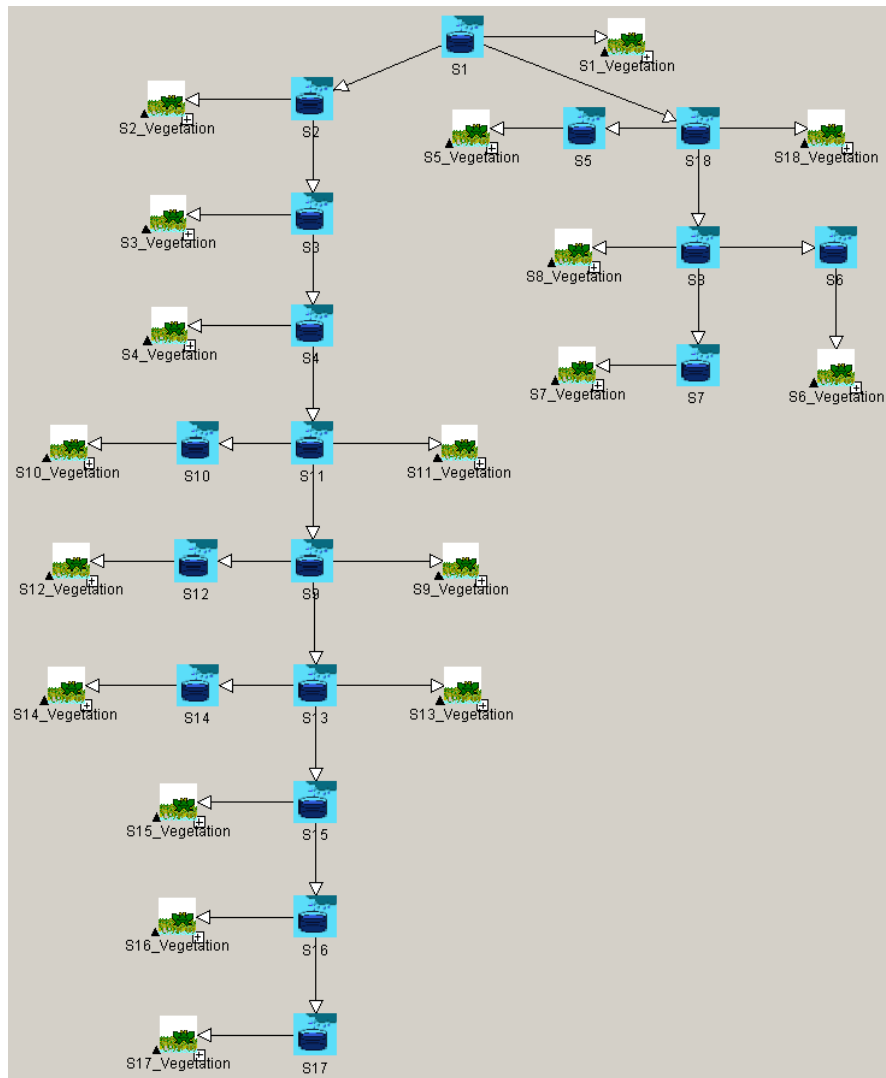 S1
S1_Vegetation
S2_Vegetation
S2
S5_Vegetation
S5
S18
S18_Vegetation
S3_Vegetation
S3
S8_Vegetation
S8
S6
S4_Vegetation
S4
S7_Vegetation
S7
S6_Vegetation
S10_Vegetation
S10
S11
S11_Vegetation
S12_Vegetation
S12
S9
S9_Vegetation
S14_Vegetation
S14
S13
S13_Vegetation
S15_Vegetation
S15
S16_Vegetation
S16
S17_Vegetation
S17